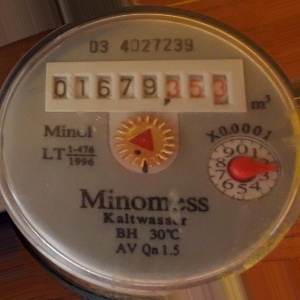 03 4027239
01679,353 m³
Minol
X0.0001
LT 1-476
1996
Minomess
Kaltwasser
BH 30°C
AV Qn 1.5